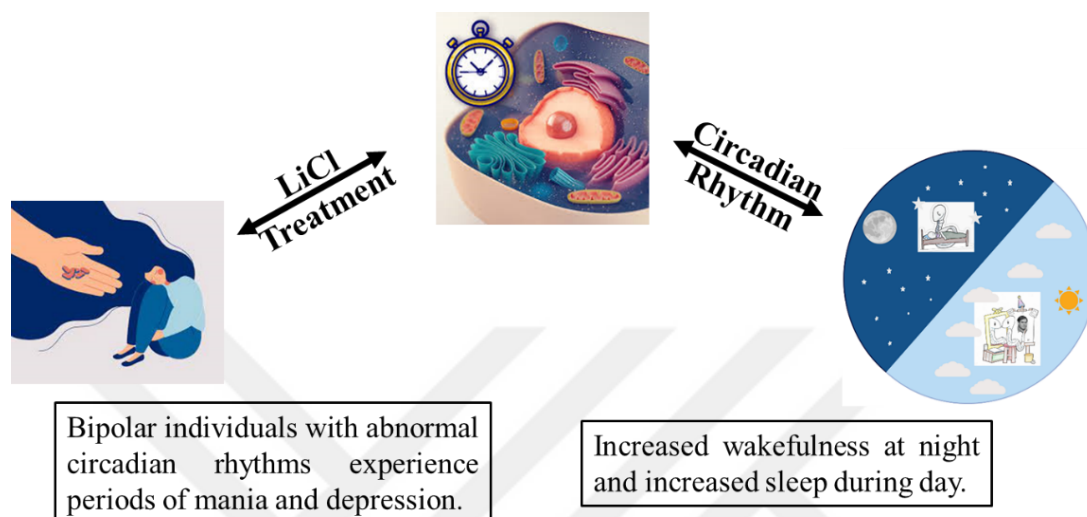 LiCl
Treatment
Circadian
Rhythm
Bipolar individuals with abnormal
circadian rhythms experience
periods of mania and depression.
Increased wakefulness at night
and increased sleep during day.